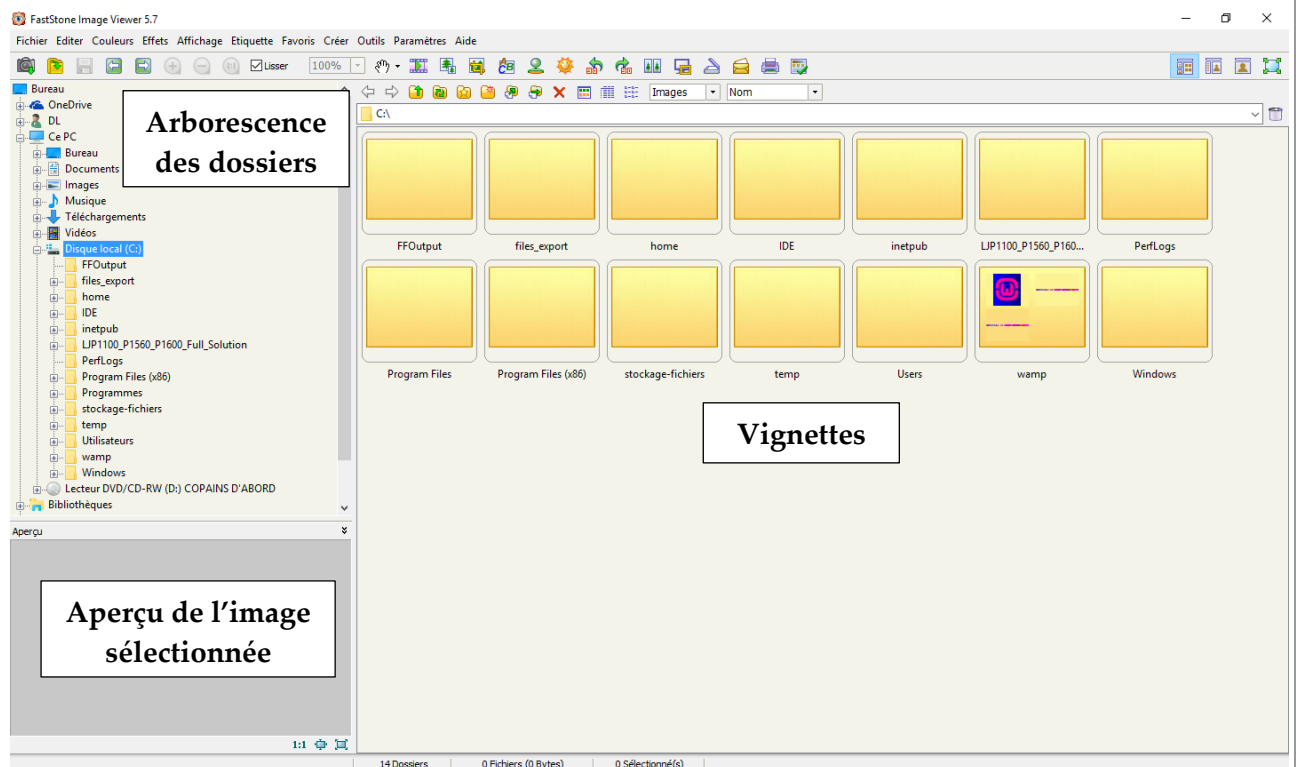 FastStone Image Viewer 5.7
Fichier Editer Couleurs Effets Affichage Etiquette Favoris Créer Outils Paramètres Aide
Lisser 100%
Images Nom
C:\
Bureau
OneDrive
DL
Ce PC
Bureau
Documents
Images
Musique
Téléchargements
Vidéos
Disque local (C:)
FFOutput
files_export
home
IDE
inetpub
LJP1100_P1560_P1600_Full_Solution
PerfLogs
Program Files (x86)
Programmes
stockage-fichiers
temp
Utilisateurs
wamp
Windows
Lecteur DVD/CD-RW (D:) COPAINS D'ABORD
Bibliothèques
Arborescence
des dossiers
FFOutput files_export home IDE inetpub LJP1100_P1560_P160... PerfLogs
Program Files Program Files (x86) stockage-fichiers temp Users wamp Windows
Vignettes
Aperçu
Aperçu de l'image
sélectionnée
1:1
14 Dossiers 0 Fichiers (0 Bytes) 0 Sélectionné(s)